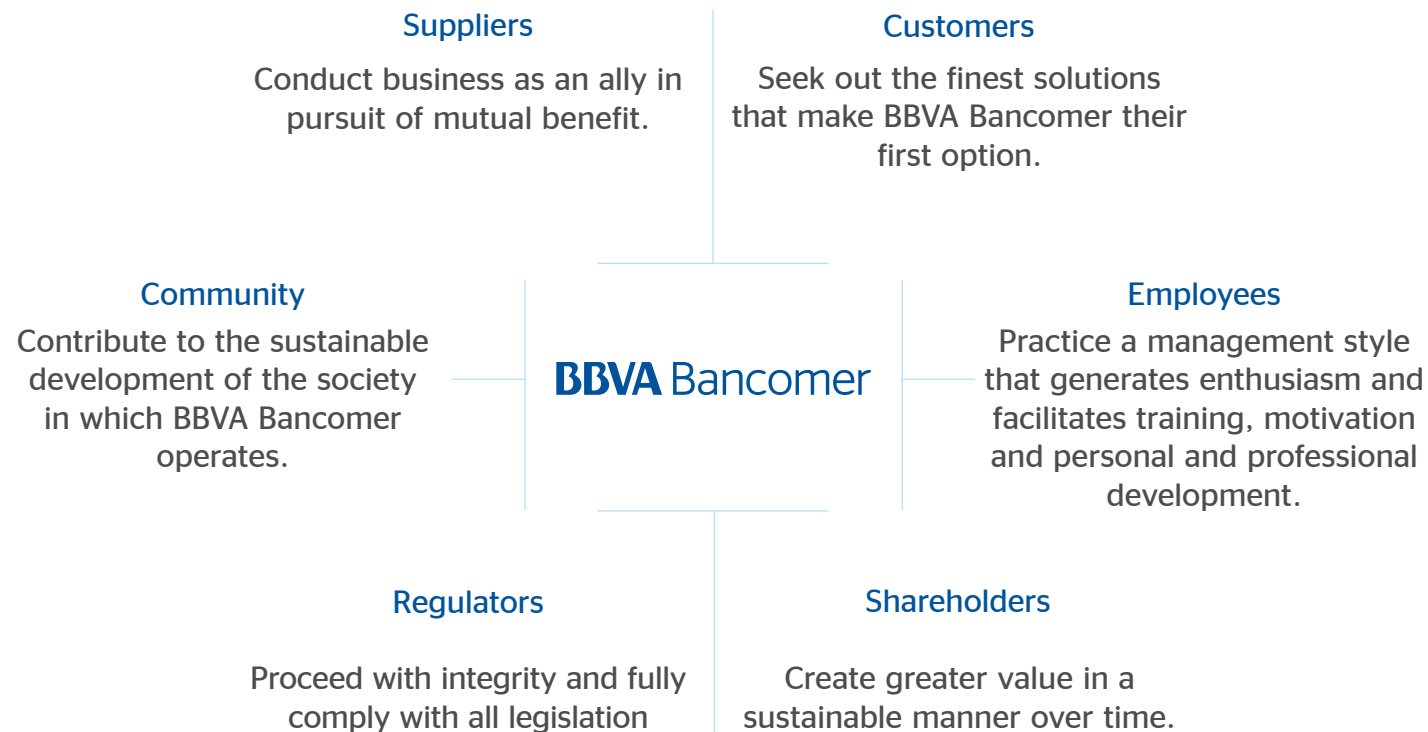 Suppliers
Conduct business as an ally in
pursuit of mutual benefit.
Customers
Seek out the finest solutions
that make BBVA Bancomer their
first option.
Community
Contribute to the sustainable
development of the society
in which BBVA Bancomer
operates.
BBVA Bancomer
Employees
Practice a management style
that generates enthusiasm and
facilitates training, motivation
and personal and professional
development.
Regulators
Proceed with integrity and fully
comply with all legislation
Shareholders
Create greater value in a
sustainable manner over time.